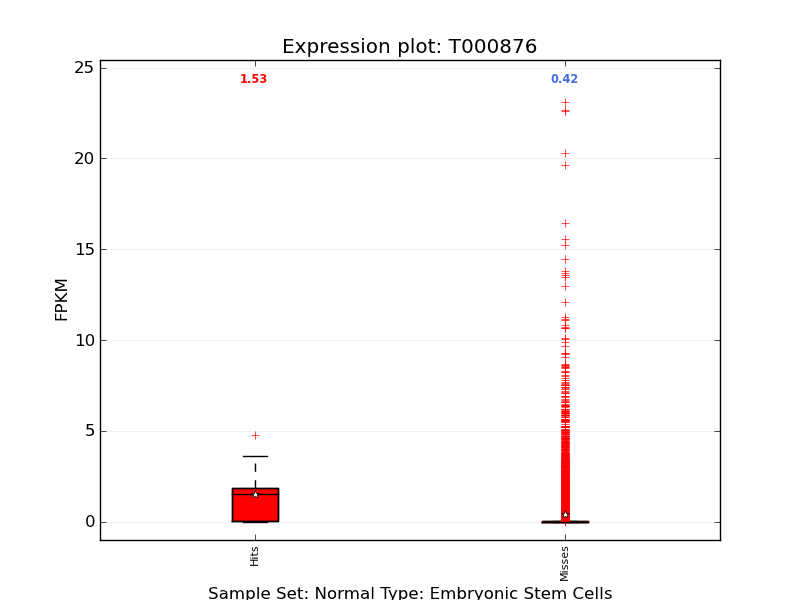 Expression plot: T000876
1.53
0.42
25
20
15
10
5
0
FPKM
Hits
Misses
Sample Set: Normal Type: Embryonic Stem Cells